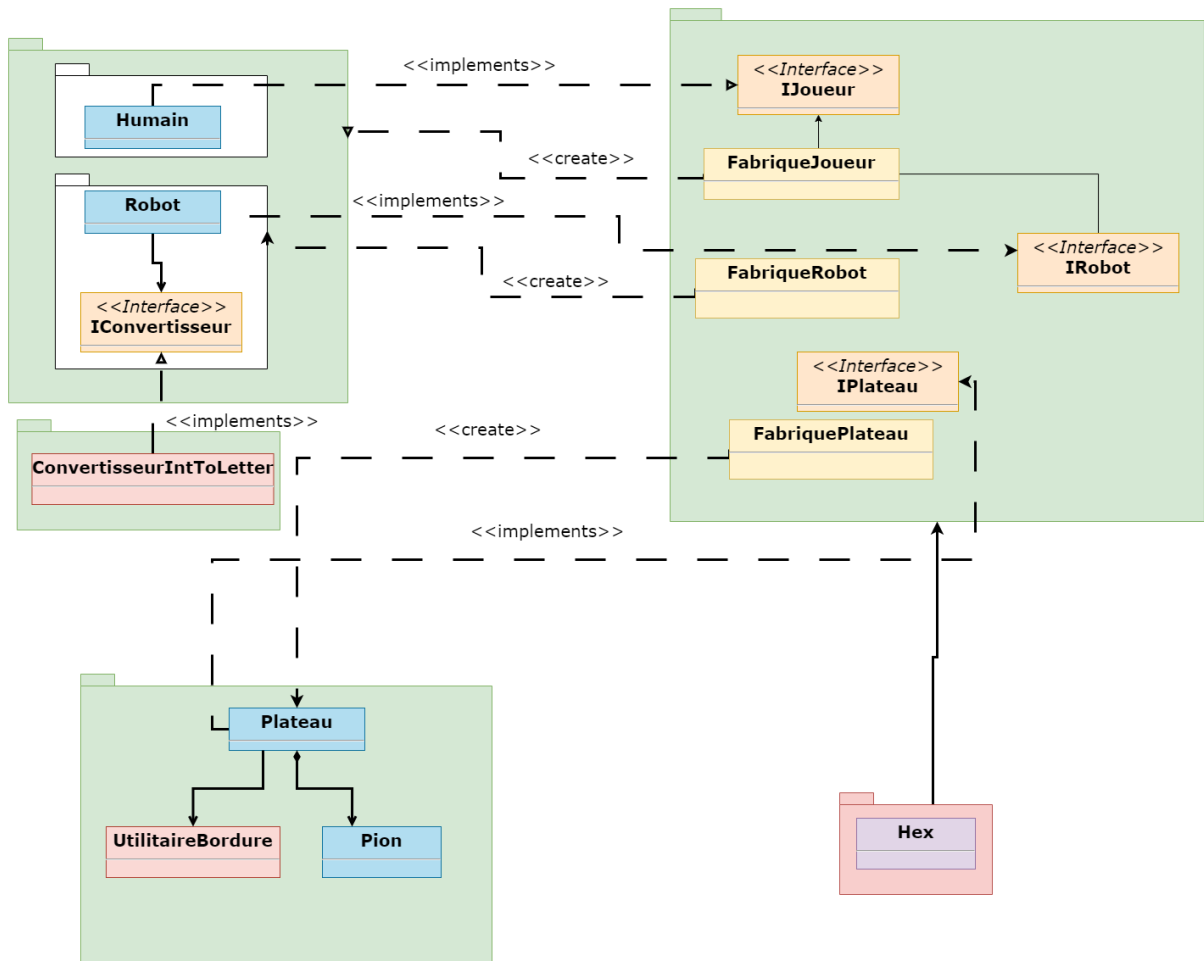 <<implements>>
<<Interface>>
IJoueur
Humain
<<create>>
FabriqueJoueur
Robot
<<implements>>
<<Interface>>
IRobot
FabriqueRobot
<<create>>
<<Interface>>
IConvertisseur
<<Interface>>
IPlateau
<<implements>>
<<create>>
FabriquePlateau
ConvertisseurIntToLetter
<<implements>>
Plateau
UtilitaireBordure
Pion
Hex